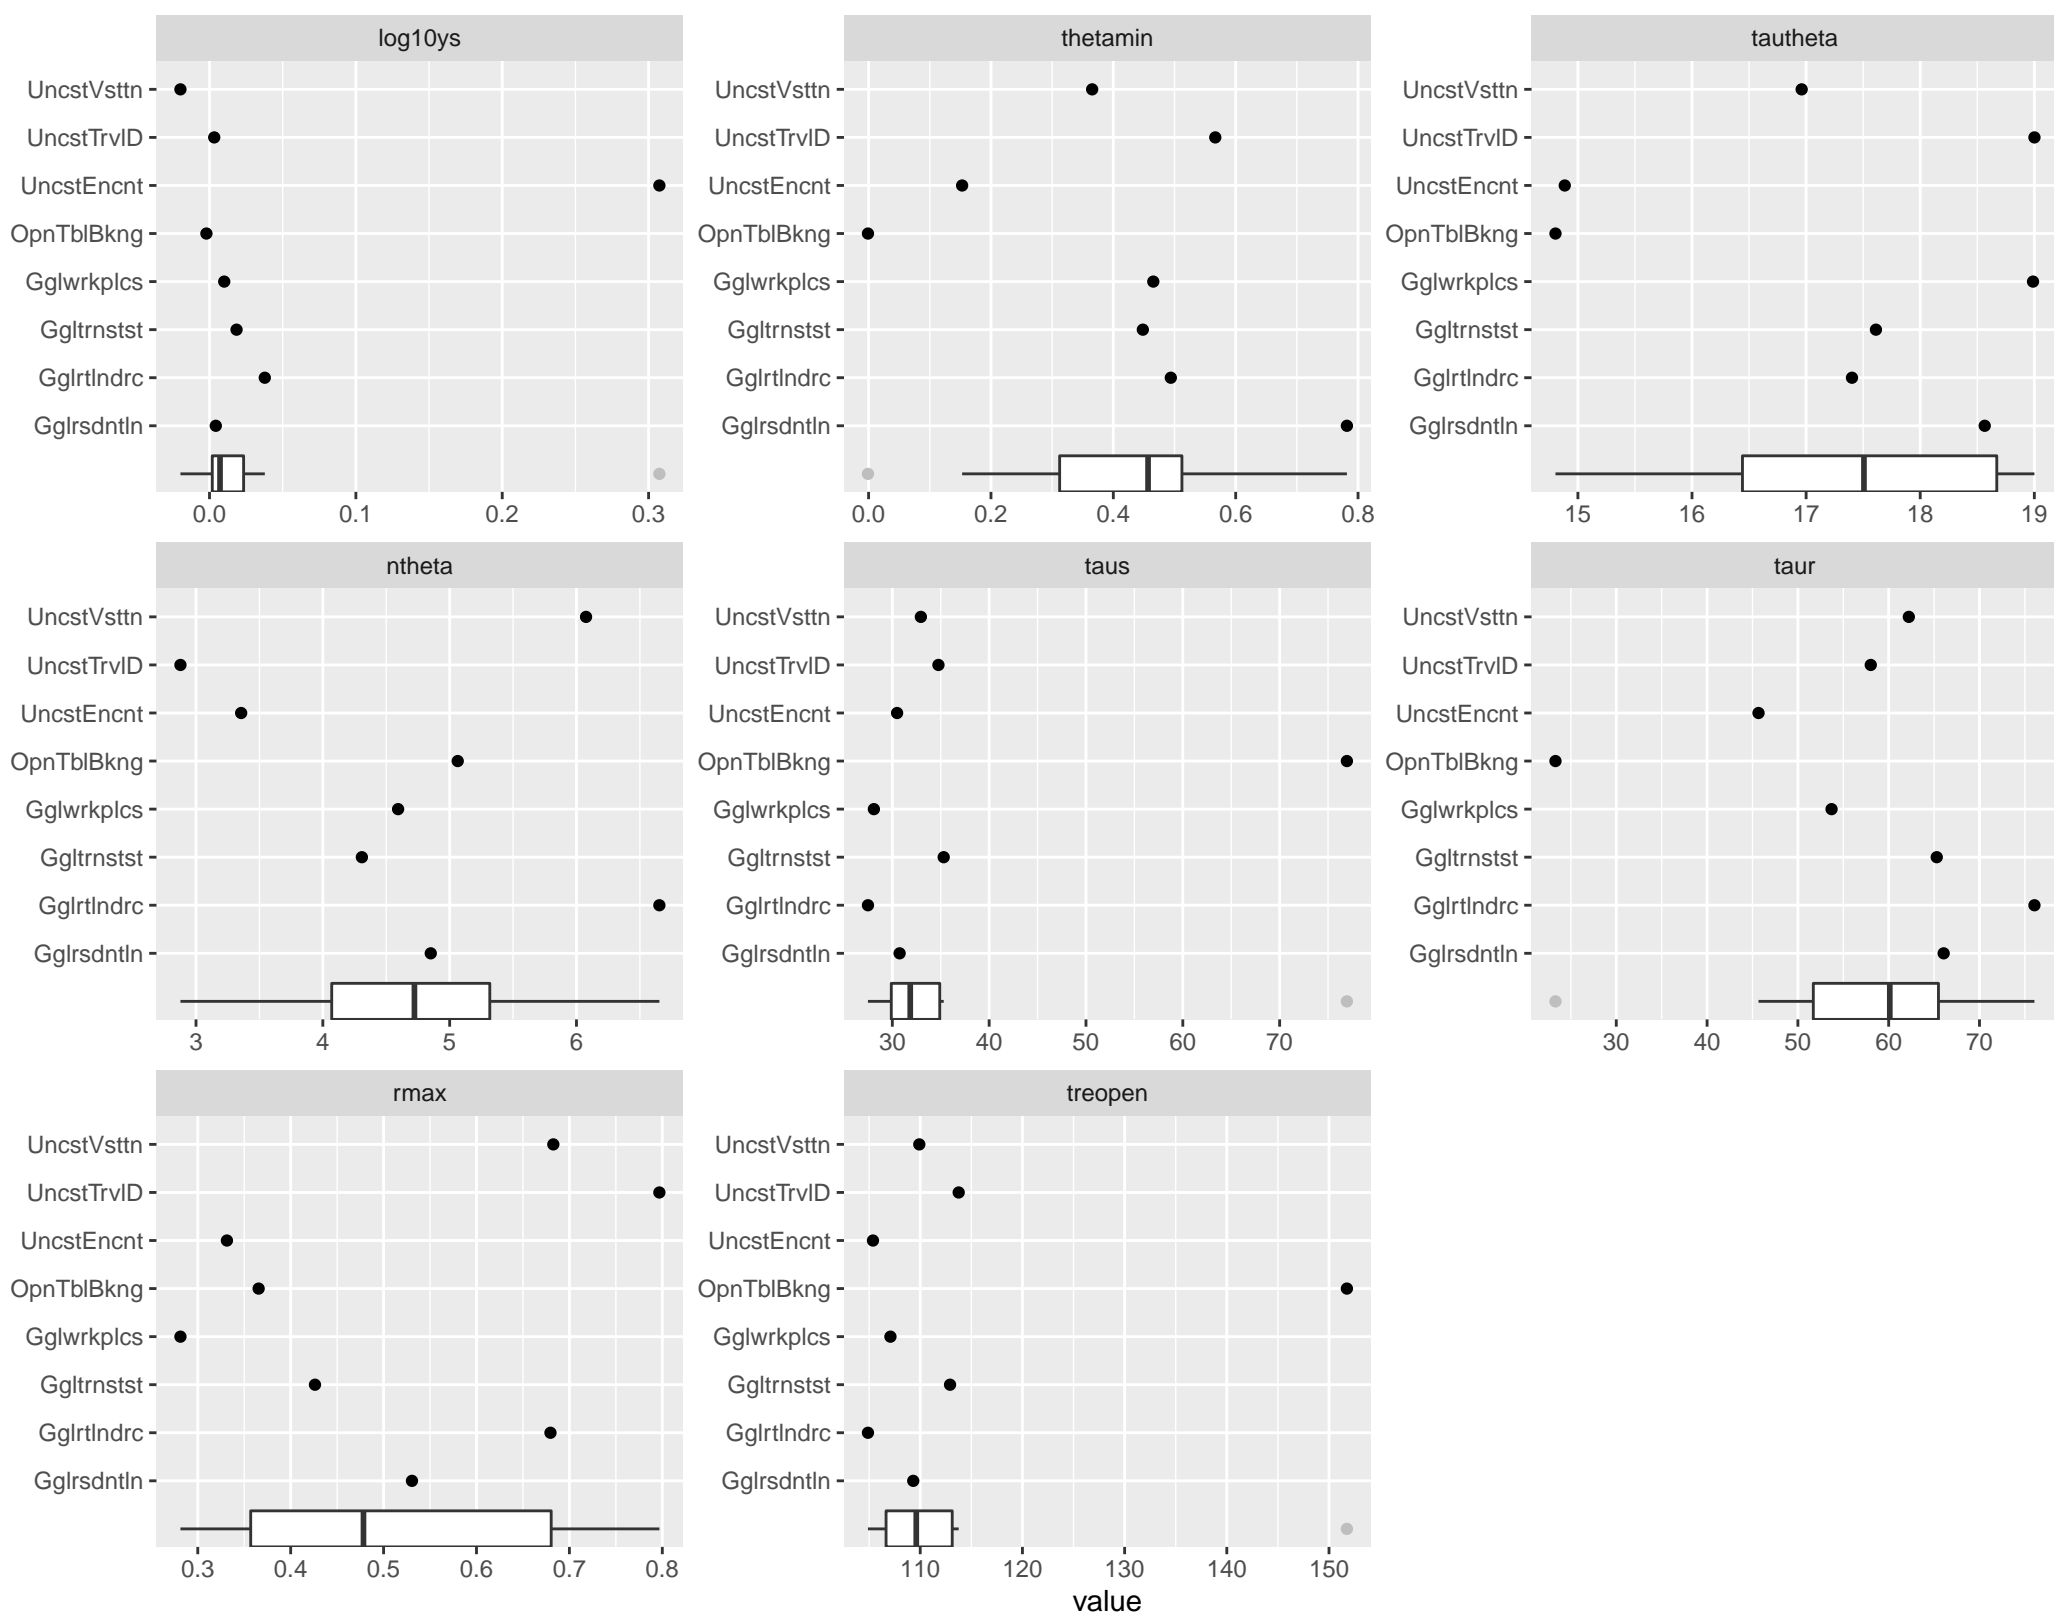 log10ys
thetamin
tautheta
UncstVsttn
UncstTrvlD
UncstEncnt
OpnTblBkng
Gglwrkplcs
Ggltrnstst
Gglrtlndrc
Gglrsdntln
0.0 0.1 0.2 0.3
UncstVsttn
UncstTrvlD
UncstEncnt
OpnTblBkng
Gglwrkplcs
Ggltrnstst
Gglrtlndrc
Gglrsdntln
0.0 0.2 0.4 0.6 0.8
UncstVsttn
UncstTrvlD
UncstEncnt
OpnTblBkng
Gglwrkplcs
Ggltrnstst
Gglrtlndrc
Gglrsdntln
15 16 17 18 19
ntheta
taus
taur
UncstVsttn
UncstTrvlD
UncstEncnt
OpnTblBkng
Gglwrkplcs
Ggltrnstst
Gglrtlndrc
Gglrsdntln
3 4 5 6
UncstVsttn
UncstTrvlD
UncstEncnt
OpnTblBkng
Gglwrkplcs
Ggltrnstst
Gglrtlndrc
Gglrsdntln
30 40 50 60 70
UncstVsttn
UncstTrvlD
UncstEncnt
OpnTblBkng
Gglwrkplcs
Ggltrnstst
Gglrtlndrc
Gglrsdntln
30 40 50 60 70
rmax
treopen
UncstVsttn
UncstTrvlD
UncstEncnt
OpnTblBkng
Gglwrkplcs
Ggltrnstst
Gglrtlndrc
Gglrsdntln
0.3 0.4 0.5 0.6 0.7 0.8
UncstVsttn
UncstTrvlD
UncstEncnt
OpnTblBkng
Gglwrkplcs
Ggltrnstst
Gglrtlndrc
Gglrsdntln
110 120 130 140 150
value